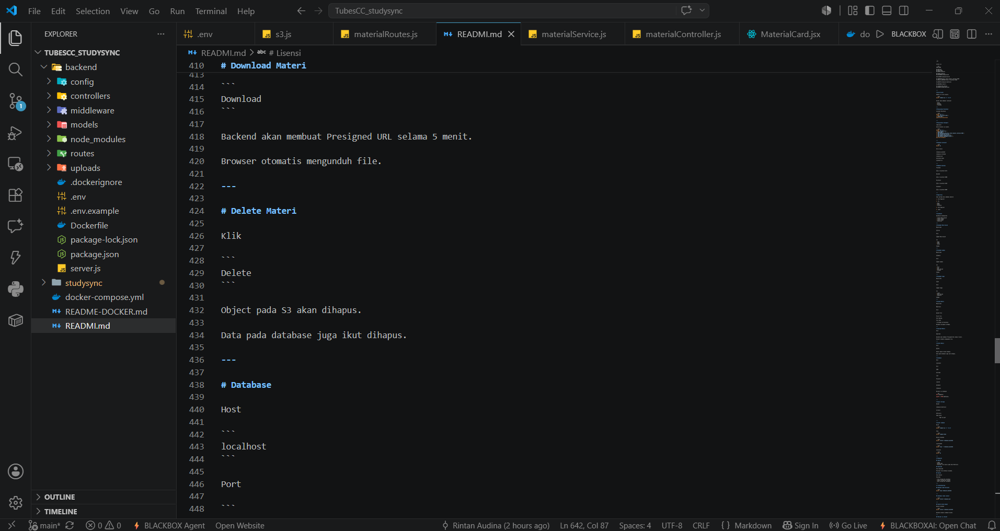 File Edit Selection View Go Run Terminal Help
TubesCC_studysync
EXPLORER
TUBESCC_STUDYSYNC
backend
config
controllers
middleware
models
node_modules
routes
uploads
.dockerignore
.env
.env.example
Dockerfile
package-lock.json
package.json
server.js
studysync
docker-compose.yml
README-DOCKER.md
READMI.md
OUTLINE
TIMELINE
1
.env
s3.js
materialRoutes.js
READMI.md
materialService.js
materialController.js
MaterialCard.jsx
do
BLACKBOX
READMI.md > abc # Lisensi
410 # Download Materi
413
414 ```
415 Download
416 ```
417
418 Backend akan membuat Presigned URL selama 5 menit.
419
420 Browser otomatis mengunduh file.
421
422 ---
423
424 # Delete Materi
425
426 Klik
427
428 ```
429 Delete
430 ```
431
432 Object pada S3 akan dihapus.
433
434 Data pada database juga ikut dihapus.
435
436 ---
437
438 # Database
439
440 Host
441
442 ```
443 localhost
444 ```
445
446 Port
447
448 ```
main* 0 0 BLACKBOX Agent Open Website Rintan Audina (2 hours ago) Ln 642, Col 87 Spaces: 4 UTF-8 CRLF { } Markdown Sign In Go Live BLACKBOXAI: Open Chat